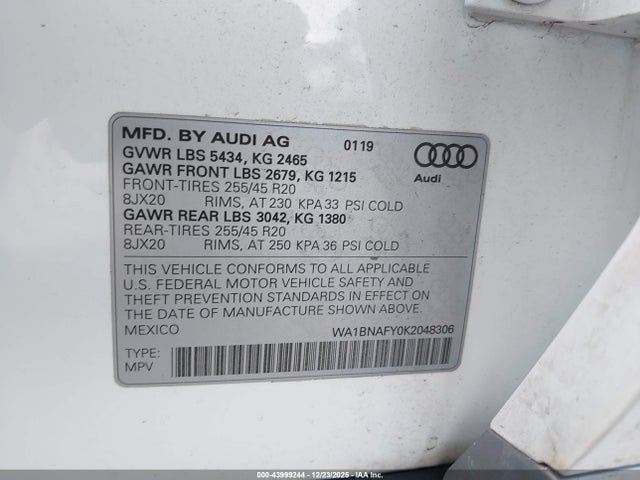 MFD. BY AUDI AG 0119
GVWR LBS 5434, KG 2465
GAWR FRONT LBS 2679, KG 1215
FRONT-TIRES 255/45 R20
8JX20 RIMS, AT 230 KPA 33 PSI COLD
GAWR REAR LBS 3042, KG 1380
REAR-TIRES 255/45 R20
8JX20 RIMS, AT 250 KPA 36 PSI COLD
Audi
THIS VEHICLE CONFORMS TO ALL APPLICABLE
U.S. FEDERAL MOTOR VEHICLE SAFETY AND
THEFT PREVENTION STANDARDS IN EFFECT ON
THE DATE OF MANUFACTURE SHOWN ABOVE
MEXICO WA1BNAFY0K2048306
TYPE:
MPV
000-43999244 - 12/23/2025 - IAA Inc.